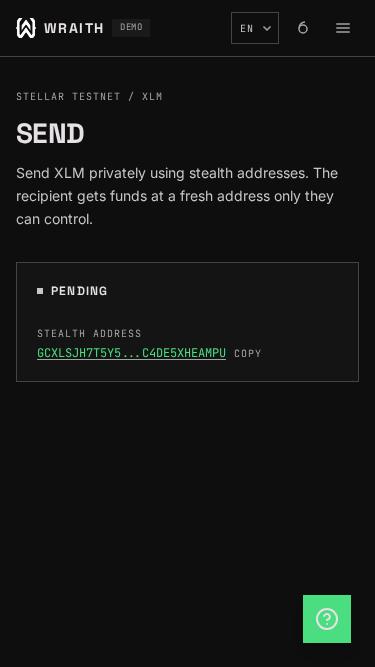 WRAITH DEMO EN
STELLAR TESTNET / XLM
SEND
Send XLM privately using stealth addresses. The
recipient gets funds at a fresh address only they
can control.
PENDING
STEALTH ADDRESS
GCXLSJH7T5Y5...C4DE5XHEAMPU COPY